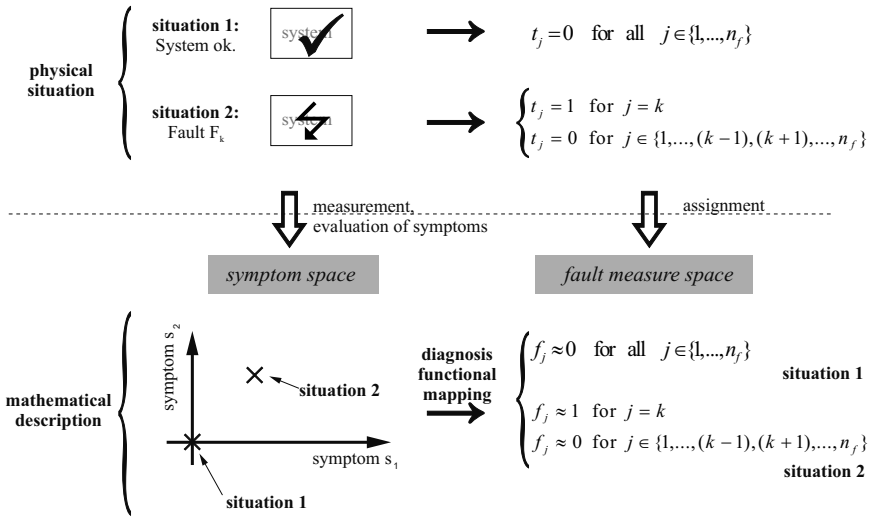 situation 1:
System ok.
system
t_j = 0 for all j ∈ {1,...,n_f}
physical
situation
situation 2:
Fault F_k
system
t_j = 1 for j = k
t_j = 0 for j ∈ {1,...,(k − 1),(k + 1),...,n_f}
measurement,
evaluation of symptoms
assignment
symptom space
fault measure space
mathematical
description
symptom s_2
situation 2
symptom s_1
situation 1
diagnosis
functional
mapping
f_j ≈ 0 for all j ∈ {1,...,n_f}
situation 1
f_j ≈ 1 for j = k
f_j ≈ 0 for j ∈ {1,...,(k − 1),(k + 1),...,n_f}
situation 2